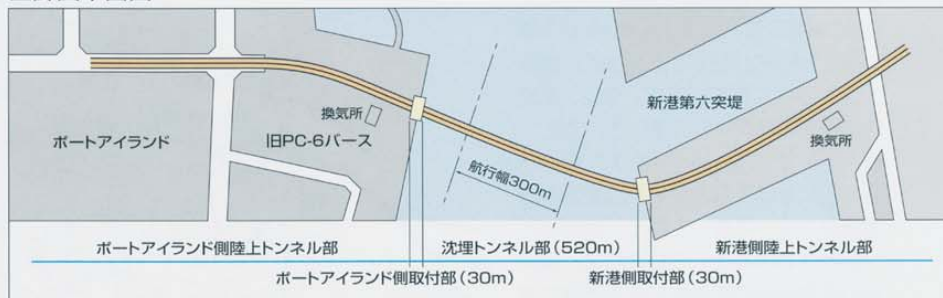 換気所
新港第六突堤
ポートアイランド
旧PC-6バース
換気所
航行幅300m
ポートアイランド側陸上トンネル部
沈埋トンネル部(520m)
新港側陸上トンネル部
ポートアイランド側取付部(30m)
新港側取付部(30m)